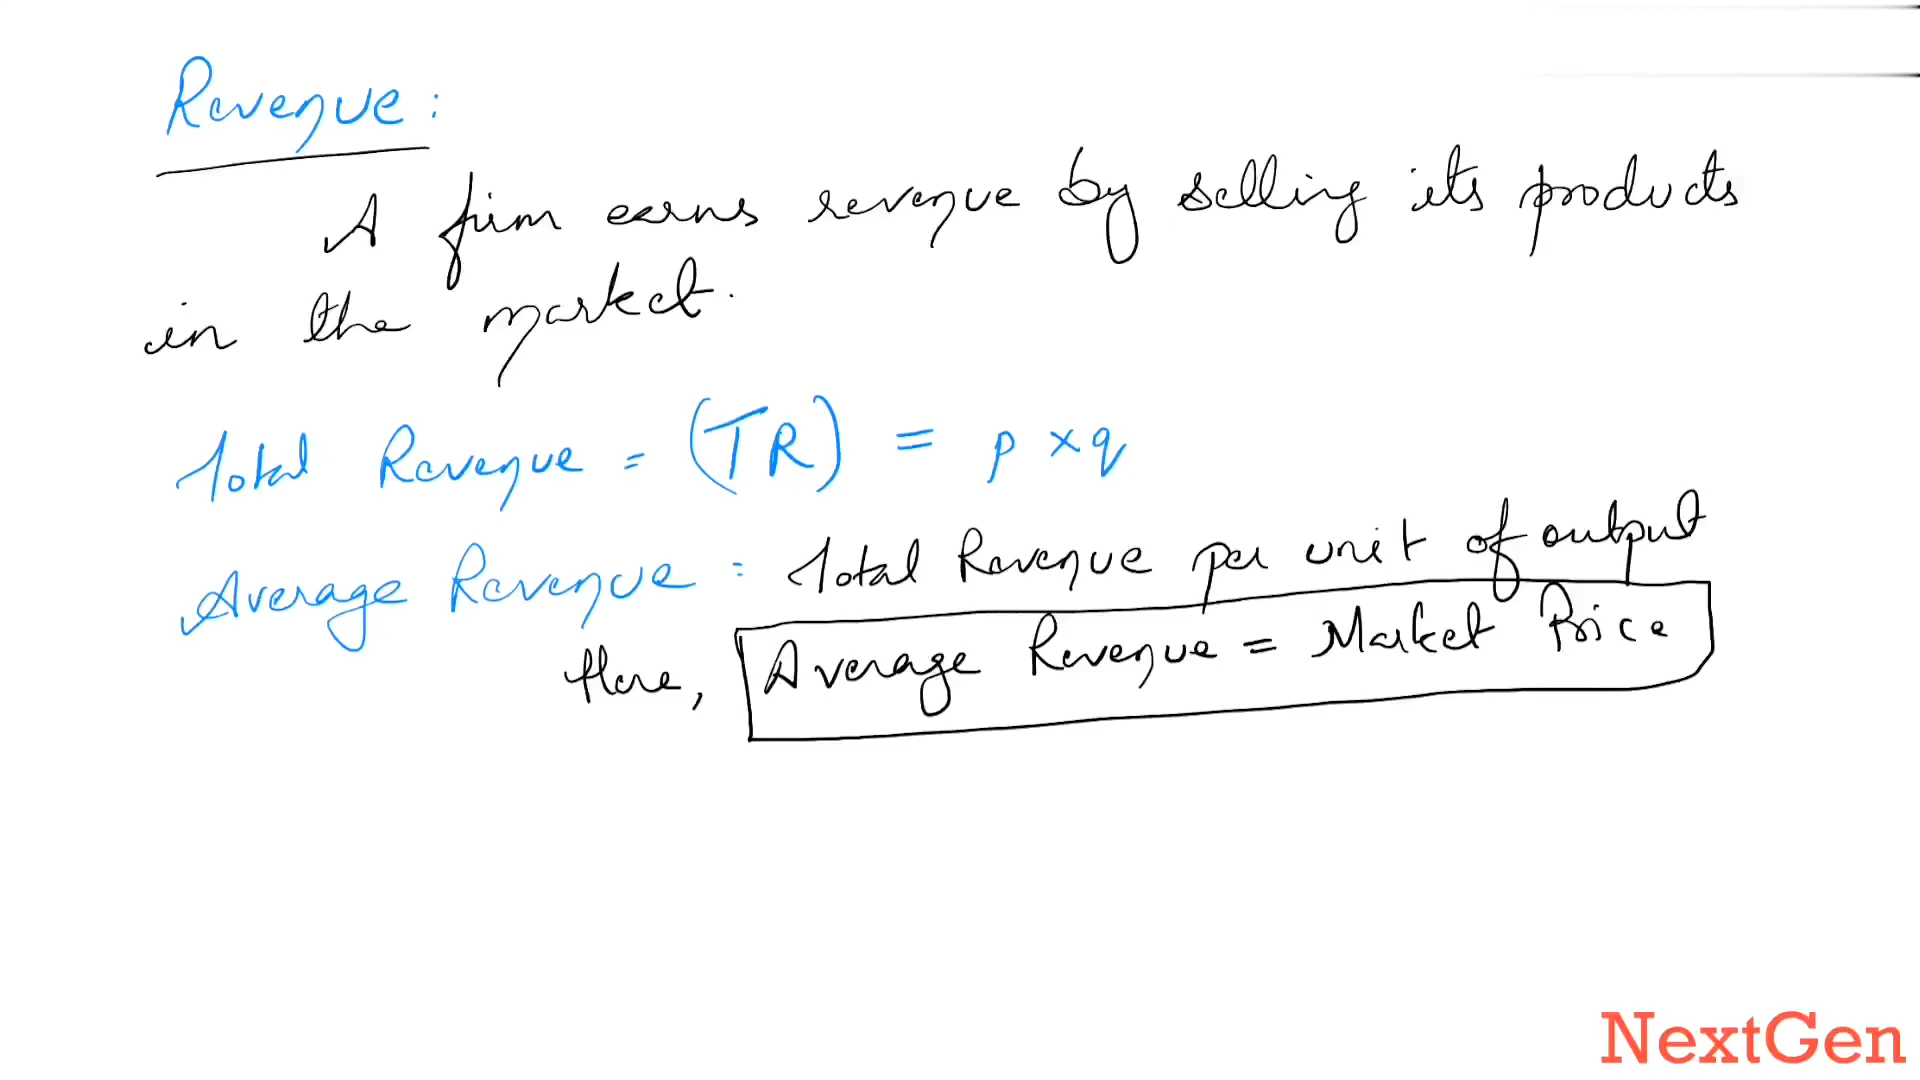 Revenue:
A firm earns revenue by selling its products
in the market.
Total Revenue = (TR) = p × q
Average Revenue = Total Revenue per unit of output
Here, Average Revenue = Market Price
NextGen